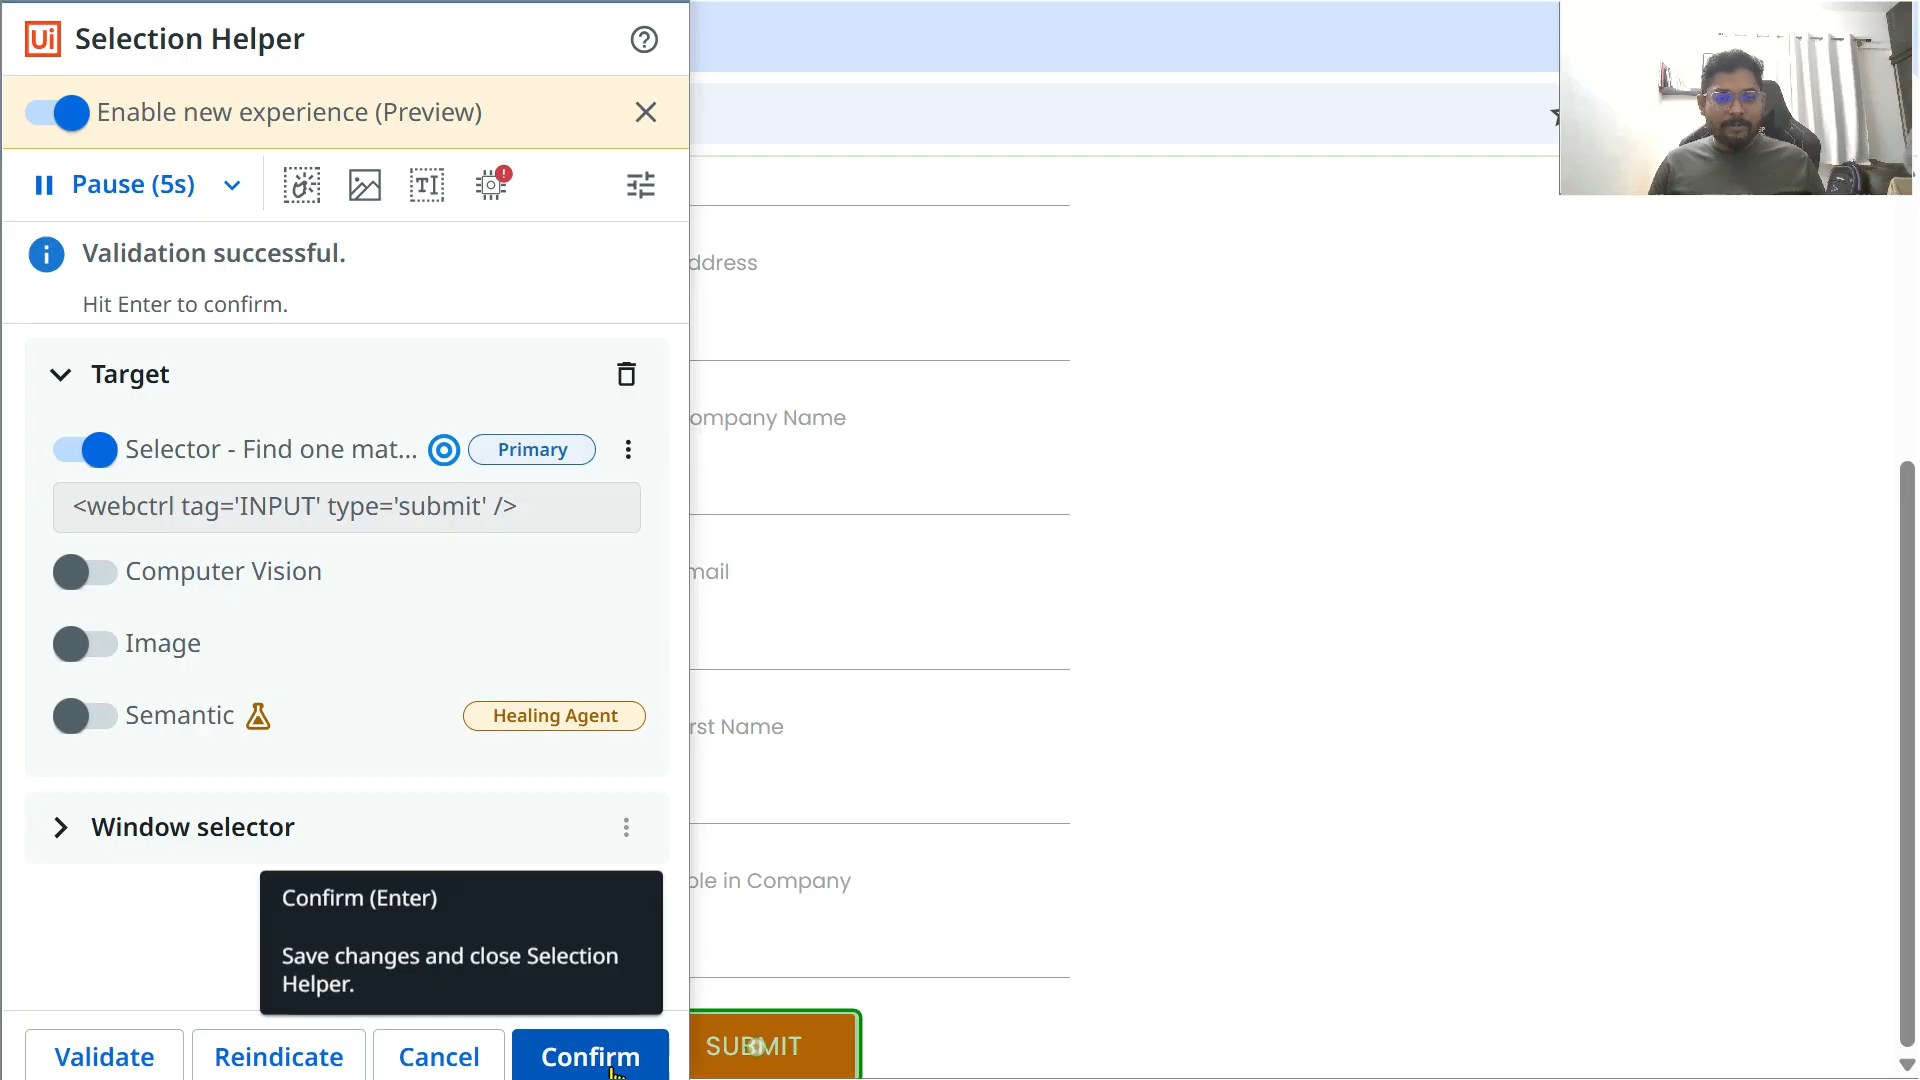 Ui Selection Helper
Enable new experience (Preview)
Pause (5s)
TI
!
Validation successful.
Hit Enter to confirm.
Target
Selector - Find one mat... Primary
<webctrl tag='INPUT' type='submit' />
Computer Vision
Image
Semantic Healing Agent
Window selector
Confirm (Enter)
Save changes and close Selection
Helper.
Validate Reindicate Cancel Confirm
ddress
ompany Name
mail
rst Name
ole in Company
SUBMIT